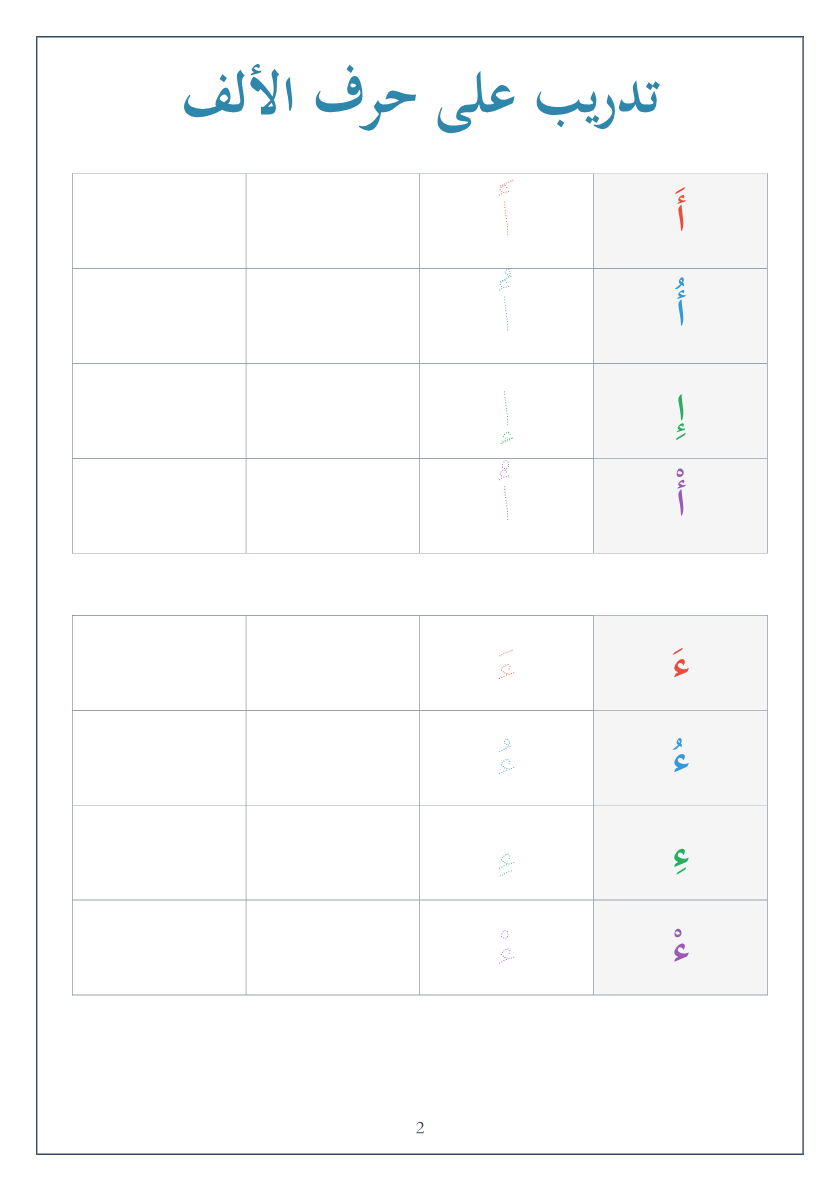 تدريب على حرف الألف
أَ أَ
أُ أُ
إِ إِ
أْ أْ
ءَ ءَ
ءُ ءُ
ءِ ءِ
ءْ ءْ
2